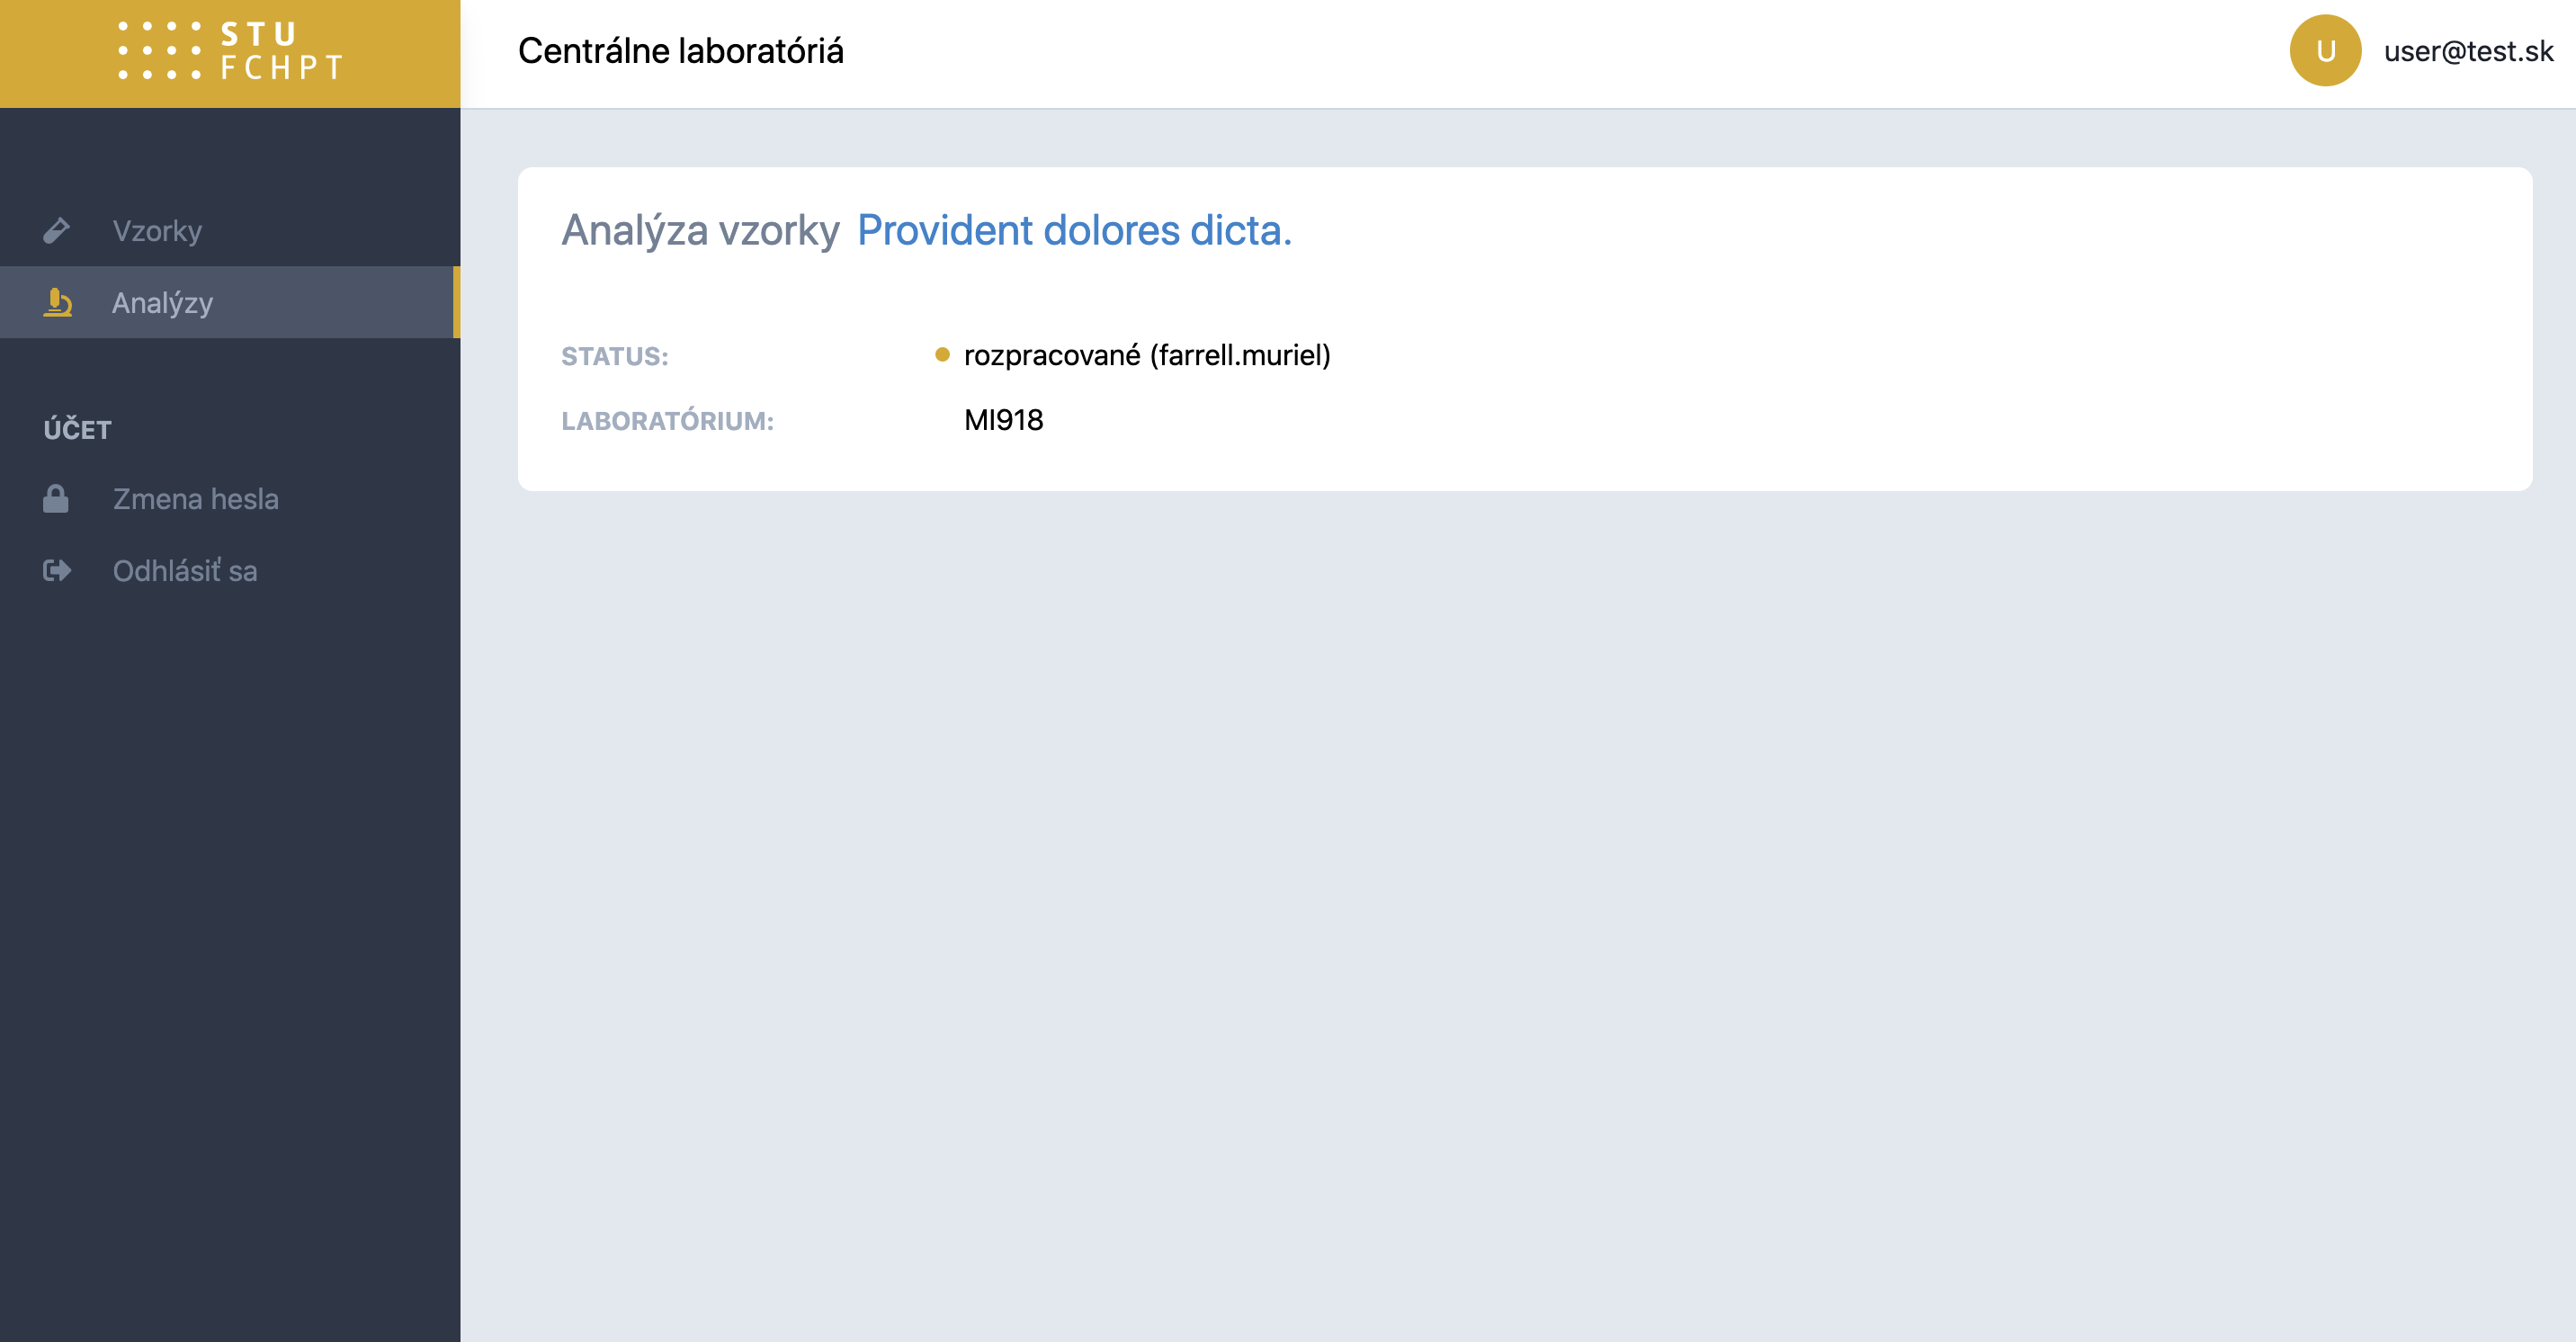 STU
FCHPT
Centrálne laboratóriá
U user@test.sk
Vzorky
Analýzy
ÚČET
Zmena hesla
Odhlásiť sa
Analýza vzorky Provident dolores dicta.
STATUS: rozpracované (farrell.muriel)
LABORATÓRIUM: MI918